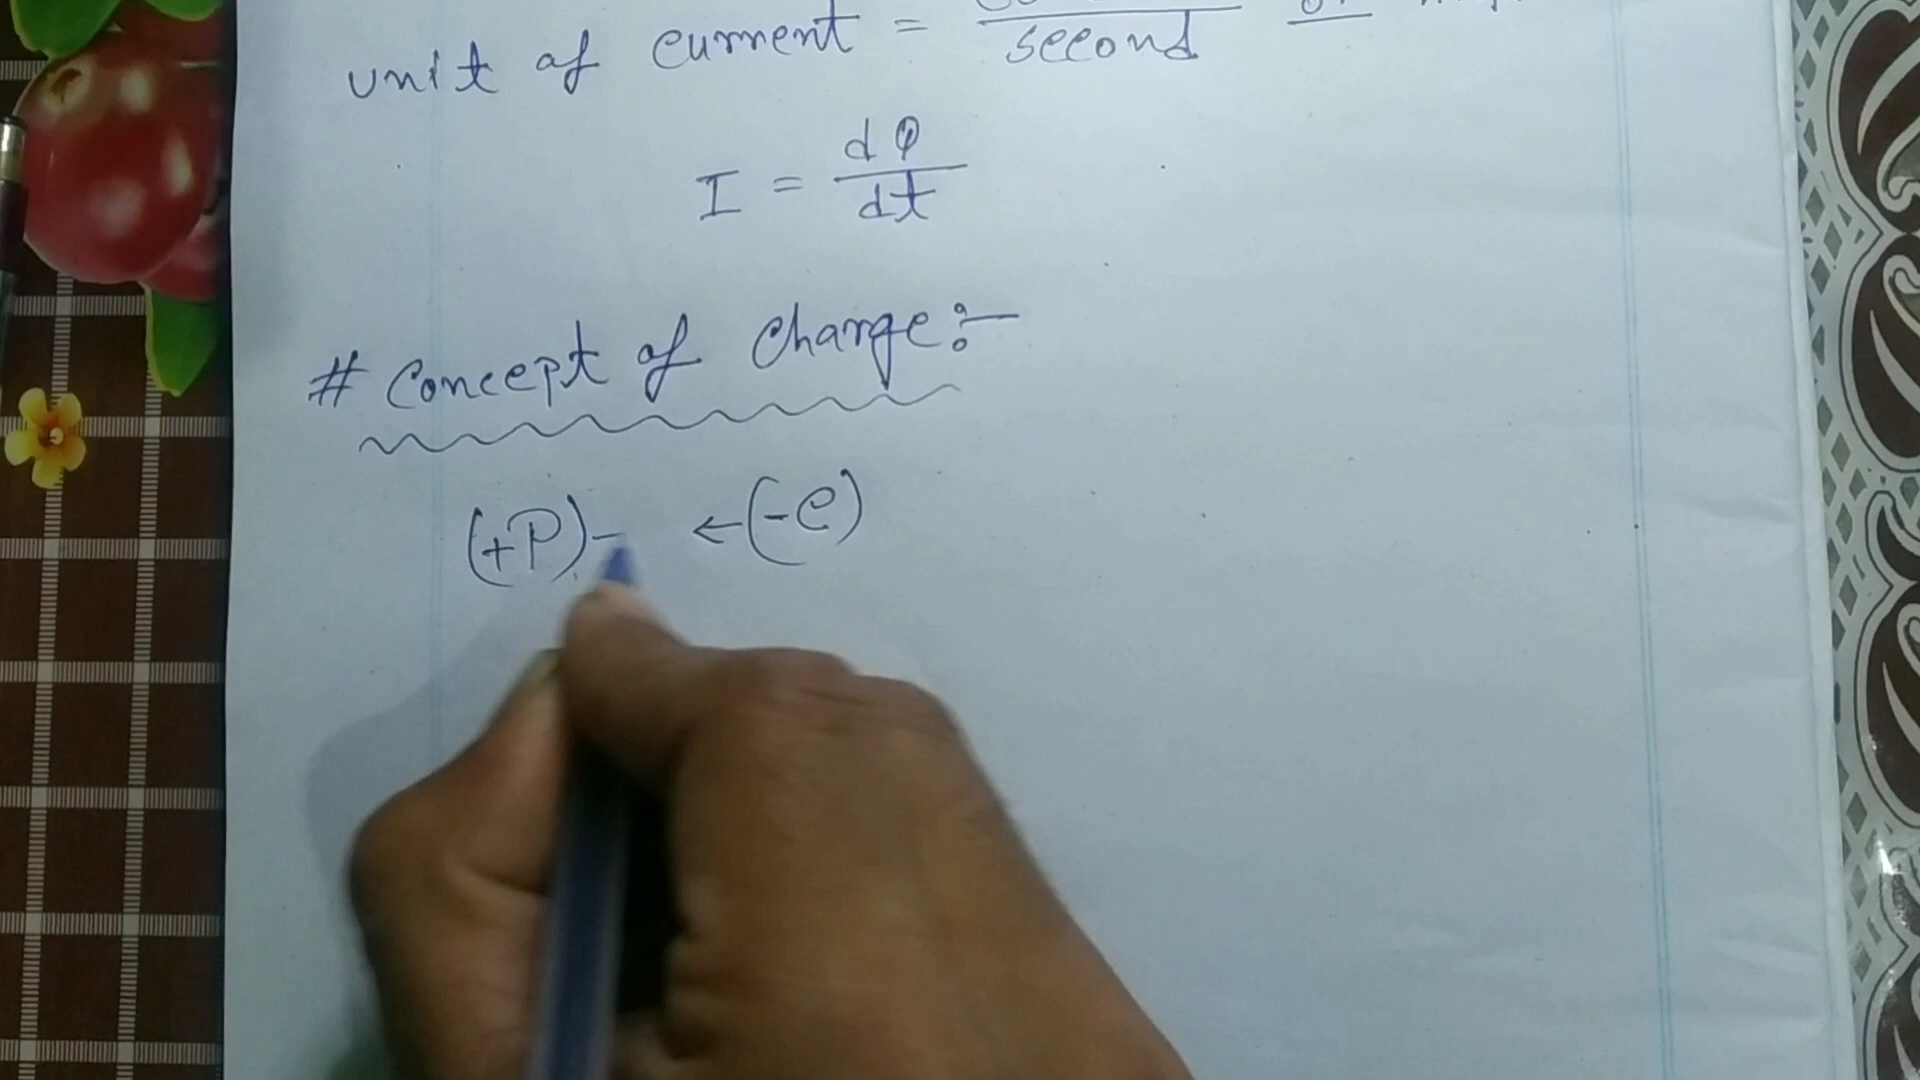 unit of current = second
I = dQ/dt
# Concept of Charge :-
(+P)- ←(-e)